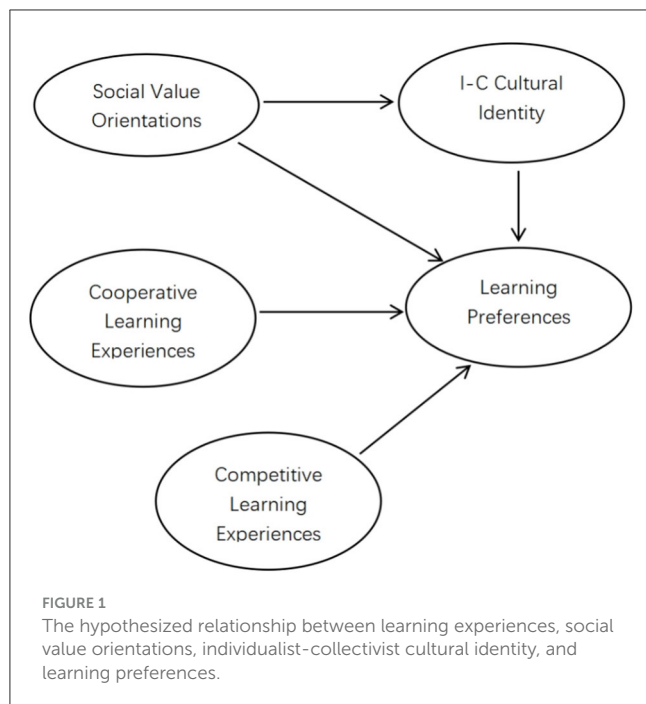 Social Value
Orientations
I-C Cultural
Identity
Cooperative
Learning
Experiences
Learning
Preferences
Competitive
Learning
Experiences
FIGURE 1
The hypothesized relationship between learning experiences, social
value orientations, individualist-collectivist cultural identity, and
learning preferences.